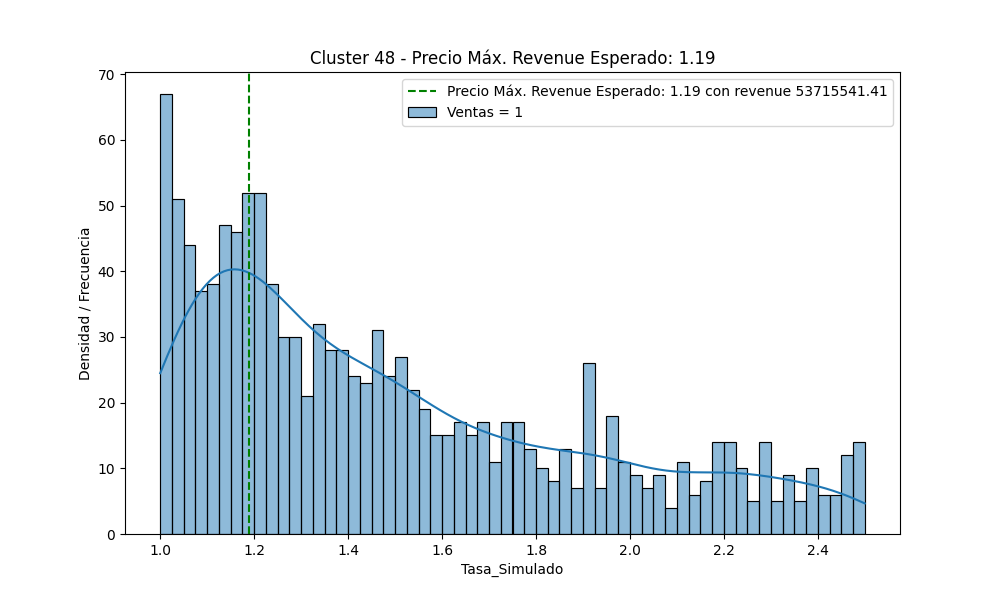 Cluster 48 - Precio Máx. Revenue Esperado: 1.19
Precio Máx. Revenue Esperado: 1.19 con revenue 53715541.41
Ventas = 1
Densidad / Frecuencia
70
60
50
40
30
20
10
0
1.0 1.2 1.4 1.6 1.8 2.0 2.2 2.4
Tasa_Simulado